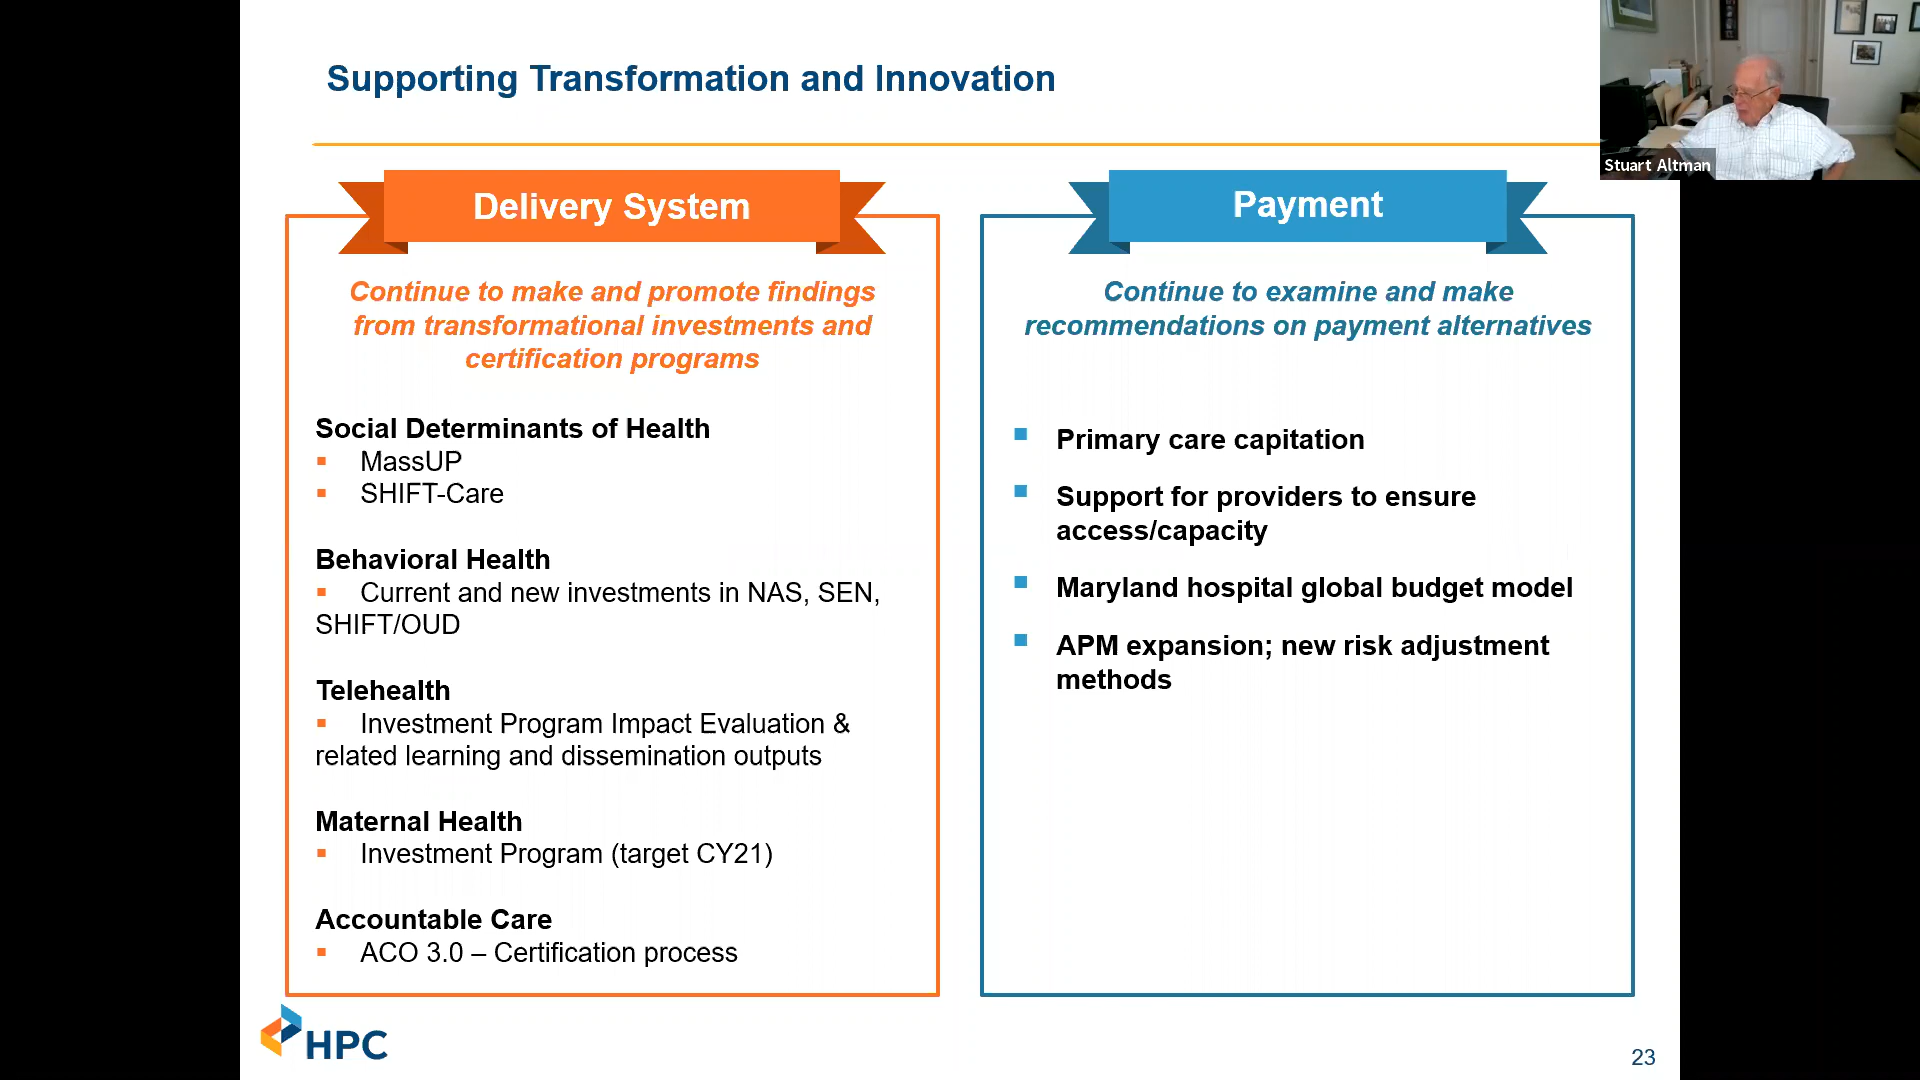 Supporting Transformation and Innovation
Stuart Altman
Delivery System
Continue to make and promote findings
from transformational investments and
certification programs
Social Determinants of Health
▪ MassUP
▪ SHIFT-Care
Behavioral Health
▪ Current and new investments in NAS, SEN,
SHIFT/OUD
Telehealth
▪ Investment Program Impact Evaluation &
related learning and dissemination outputs
Maternal Health
▪ Investment Program (target CY21)
Accountable Care
▪ ACO 3.0 – Certification process
Payment
Continue to examine and make
recommendations on payment alternatives
▪ Primary care capitation
▪ Support for providers to ensure
access/capacity
▪ Maryland hospital global budget model
▪ APM expansion; new risk adjustment
methods
HPC
23